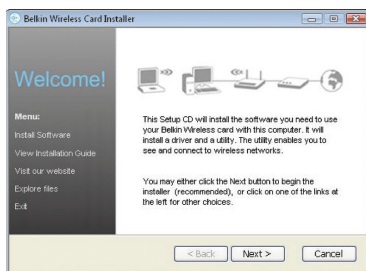 Belkin Wireless Card Installer
Welcome!
Menu:
Install Software
View Installation Guide
Visit our website
Explore files
Exit
This Setup CD will install the software you need to use
your Belkin Wireless card with this computer. It will
install a driver and a utility. The utility enables you to
see and connect to wireless networks.
You may either click the Next button to begin the
installer (recommended), or click on one of the links at
the left for other choices.
< Back
Next >
Cancel